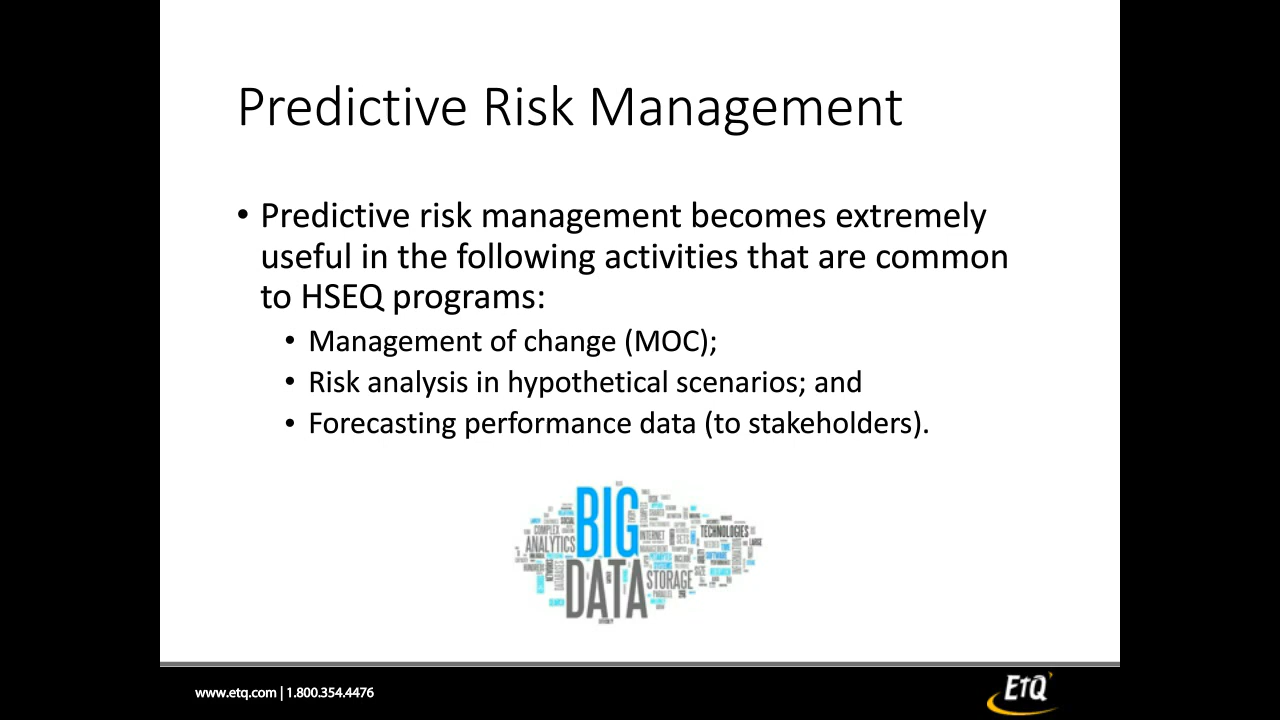 Predictive Risk Management
• Predictive risk management becomes extremely
useful in the following activities that are common
to HSEQ programs:
• Management of change (MOC);
• Risk analysis in hypothetical scenarios; and
• Forecasting performance data (to stakeholders).
BIG
DATA
COMPLEX
ANALYTICS
INTERNET
STORAGE
TECHNOLOGIES
www.etq.com | 1.800.354.4476
EtQ